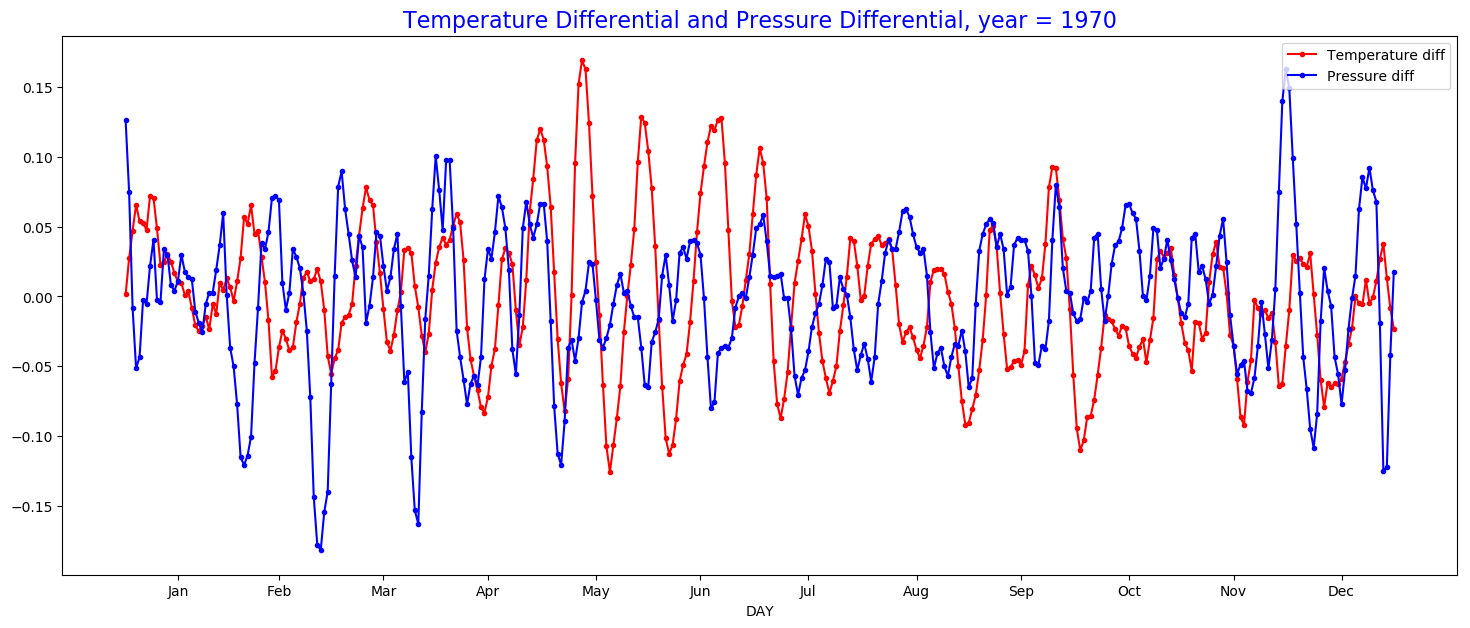 Temperature Differential and Pressure Differential, year = 1970
Temperature diff
Pressure diff
0.15
0.10
0.05
0.00
−0.05
−0.10
−0.15
Jan Feb Mar Apr May Jun Jul Aug Sep Oct Nov Dec
DAY